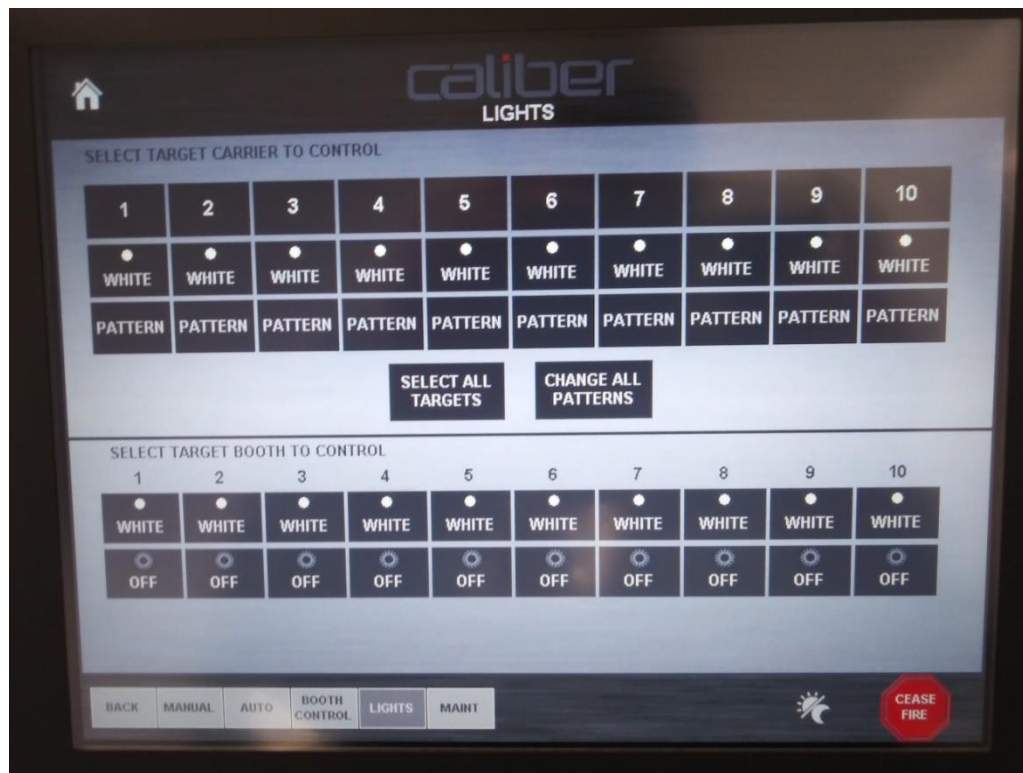 caliber
LIGHTS
SELECT TARGET CARRIER TO CONTROL
1 2 3 4 5 6 7 8 9 10
WHITE WHITE WHITE WHITE WHITE WHITE WHITE WHITE WHITE WHITE
PATTERN PATTERN PATTERN PATTERN PATTERN PATTERN PATTERN PATTERN PATTERN PATTERN
SELECT ALL CHANGE ALL
TARGETS PATTERNS
SELECT TARGET BOOTH TO CONTROL
1 2 3 4 5 6 7 8 9 10
WHITE WHITE WHITE WHITE WHITE WHITE WHITE WHITE WHITE WHITE
OFF OFF OFF OFF OFF OFF OFF OFF OFF OFF
BACK MANUAL AUTO BOOTH CONTROL LIGHTS MAINT
CEASE
FIRE